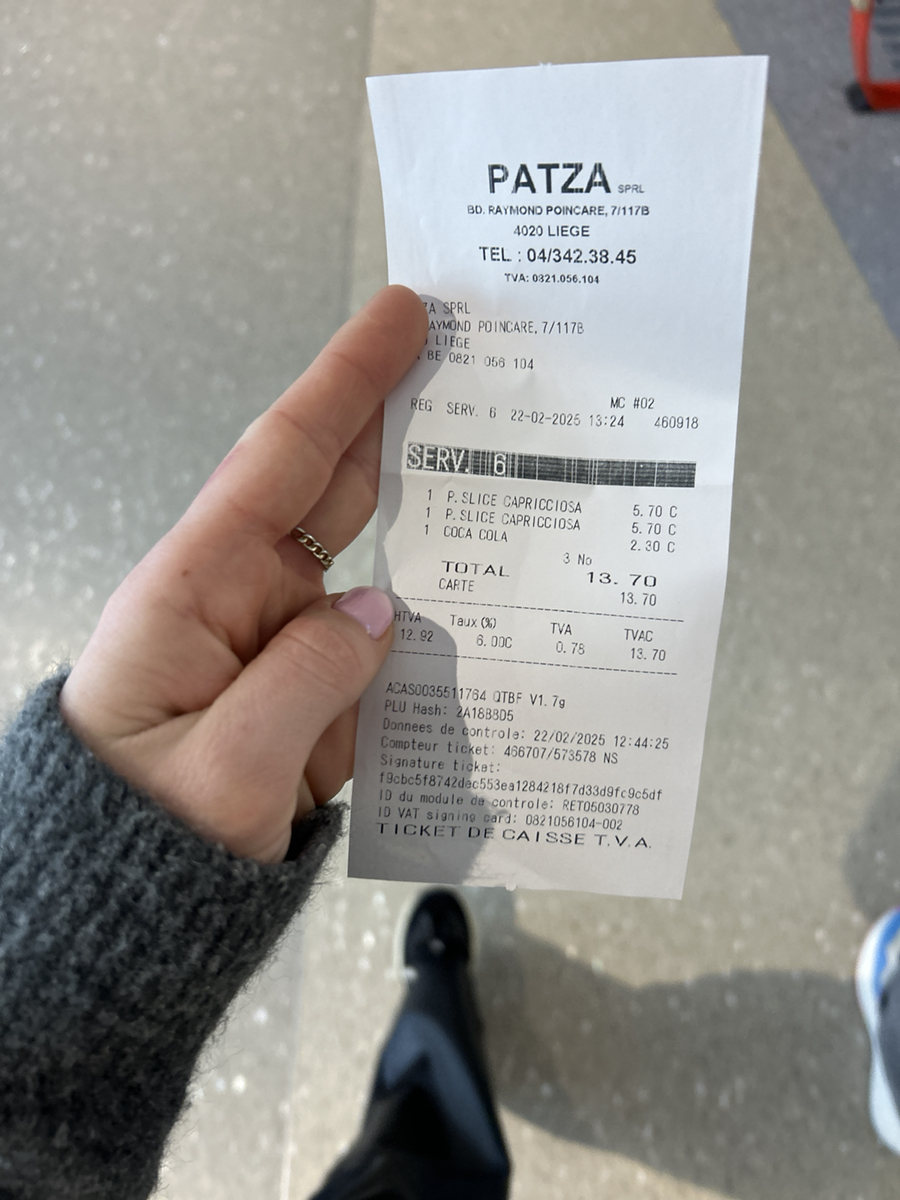 PATZA SPRL
BD. RAYMOND POINCARE, 7/117B
4020 LIEGE
TEL : 04/342.38.45
TVA: 0821.056.104
ZA SPRL
AYMOND POINCARE, 7/117B
LIEGE
BE 0821 056 104
MC #02
REG SERV. 6 22-02-2025 13:24 460918
SERV. 6
1 P.SLICE CAPRICCIOSA 5.70 C
1 P.SLICE CAPRICCIOSA 5.70 C
1 COCA COLA 2.30 C
3 No
TOTAL 13.70
CARTE 13.70
HTVA Taux (%) TVA TVAC
12.92 6.00C 0.78 13.70
ACAS0035511764 QTBF V1.7g
PLU Hash: 2A18B8D5
Donnees de controle: 22/02/2025 12:44:25
Compteur ticket: 466707/573578 NS
Signature ticket:
f9cbc5f8742dac553ea1284218f7d33d9fc9c5df
ID du module de controle: RET05030778
ID VAT signing card: 0821056104-002
TICKET DE CAISSE T.V.A.